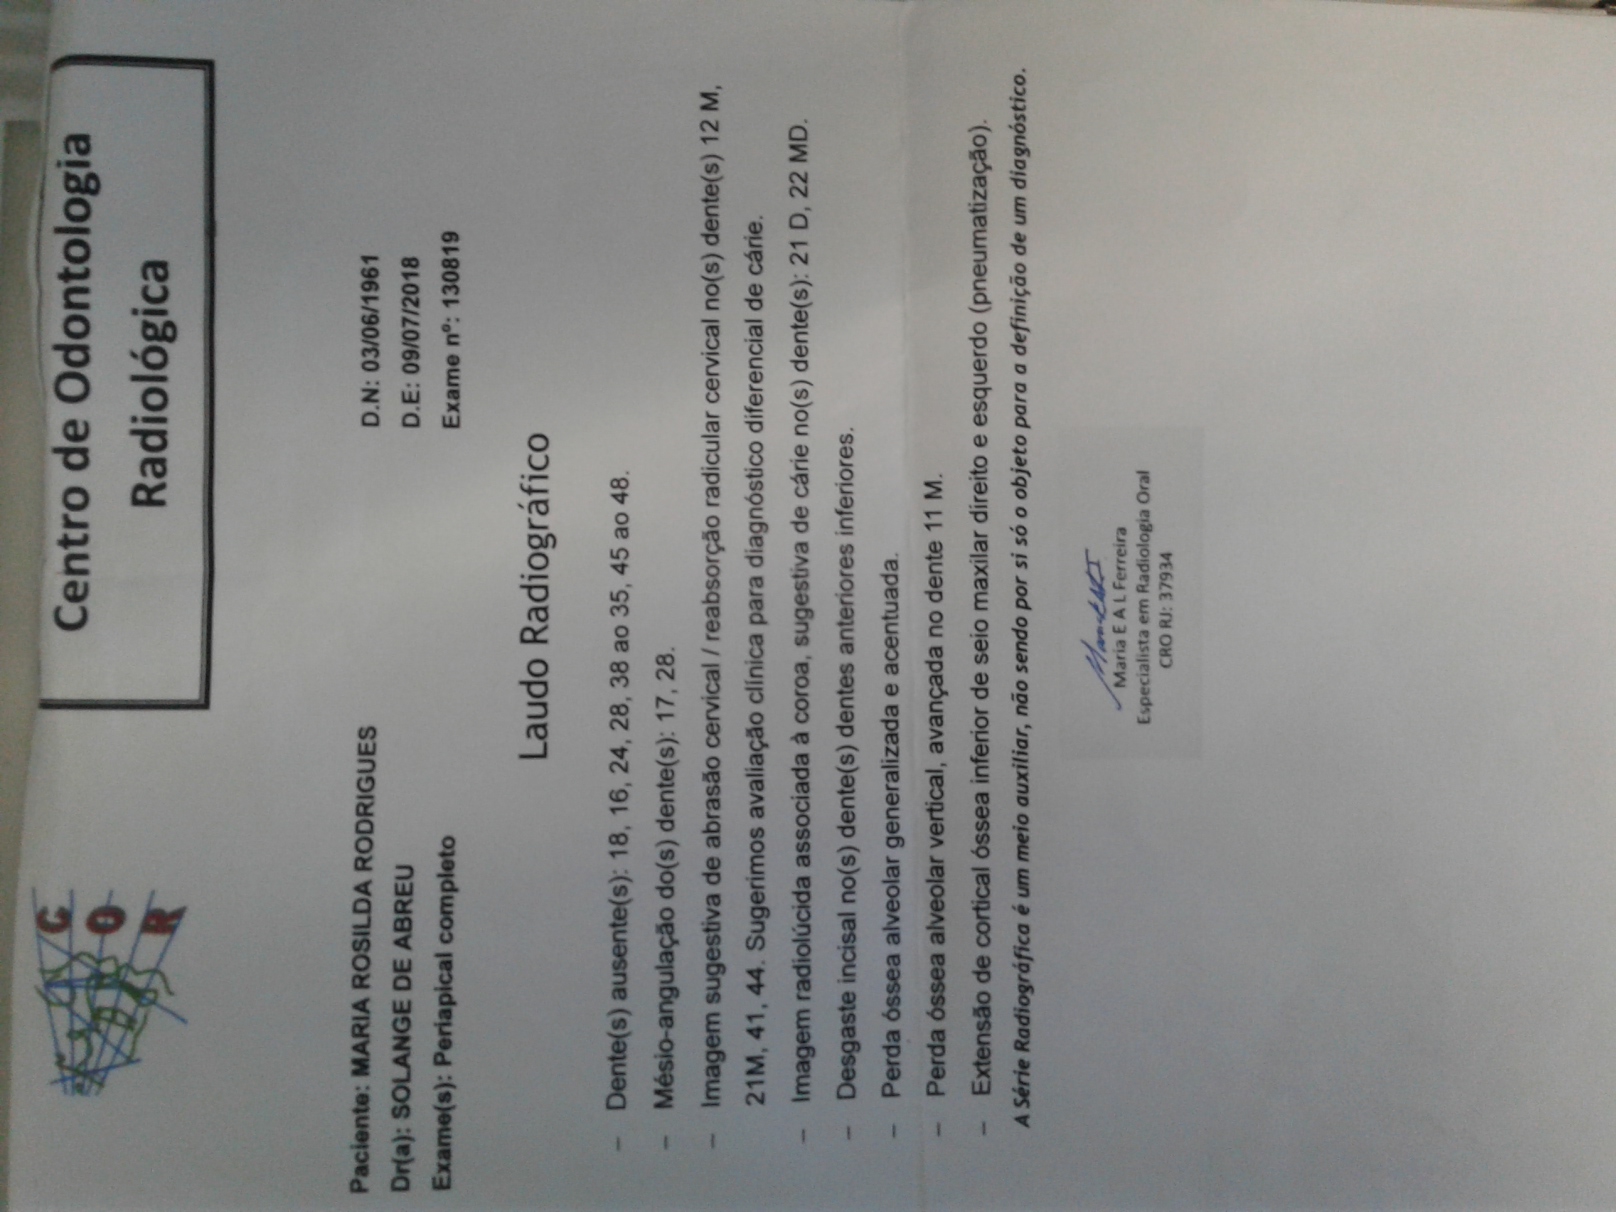 C
O
R
Centro de Odontologia
Radiológica
Paciente: MARIA ROSILDA RODRIGUES D.N: 03/06/1961
Dr(a): SOLANGE DE ABREU D.E: 09/07/2018
Exame(s): Periapical completo Exame nº: 130819
Laudo Radiográfico
– Dente(s) ausente(s): 18, 16, 24, 28, 38 ao 35, 45 ao 48.
– Mésio-angulação do(s) dente(s): 17, 28.
– Imagem sugestiva de abrasão cervical / reabsorção radicular cervical no(s) dente(s) 12 M,
21M, 41, 44. Sugerimos avaliação clínica para diagnóstico diferencial de cárie.
– Imagem radiolúcida associada à coroa, sugestiva de cárie no(s) dente(s): 21 D, 22 MD.
– Desgaste incisal no(s) dente(s) dentes anteriores inferiores.
– Perda óssea alveolar generalizada e acentuada.
– Perda óssea alveolar vertical, avançada no dente 11 M.
– Extensão de cortical óssea inferior de seio maxilar direito e esquerdo (pneumatização).
A Série Radiográfica é um meio auxiliar, não sendo por si só o objeto para a definição de um diagnóstico.
Maria E A L Ferreira
Especialista em Radiologia Oral
CRO RJ: 37934